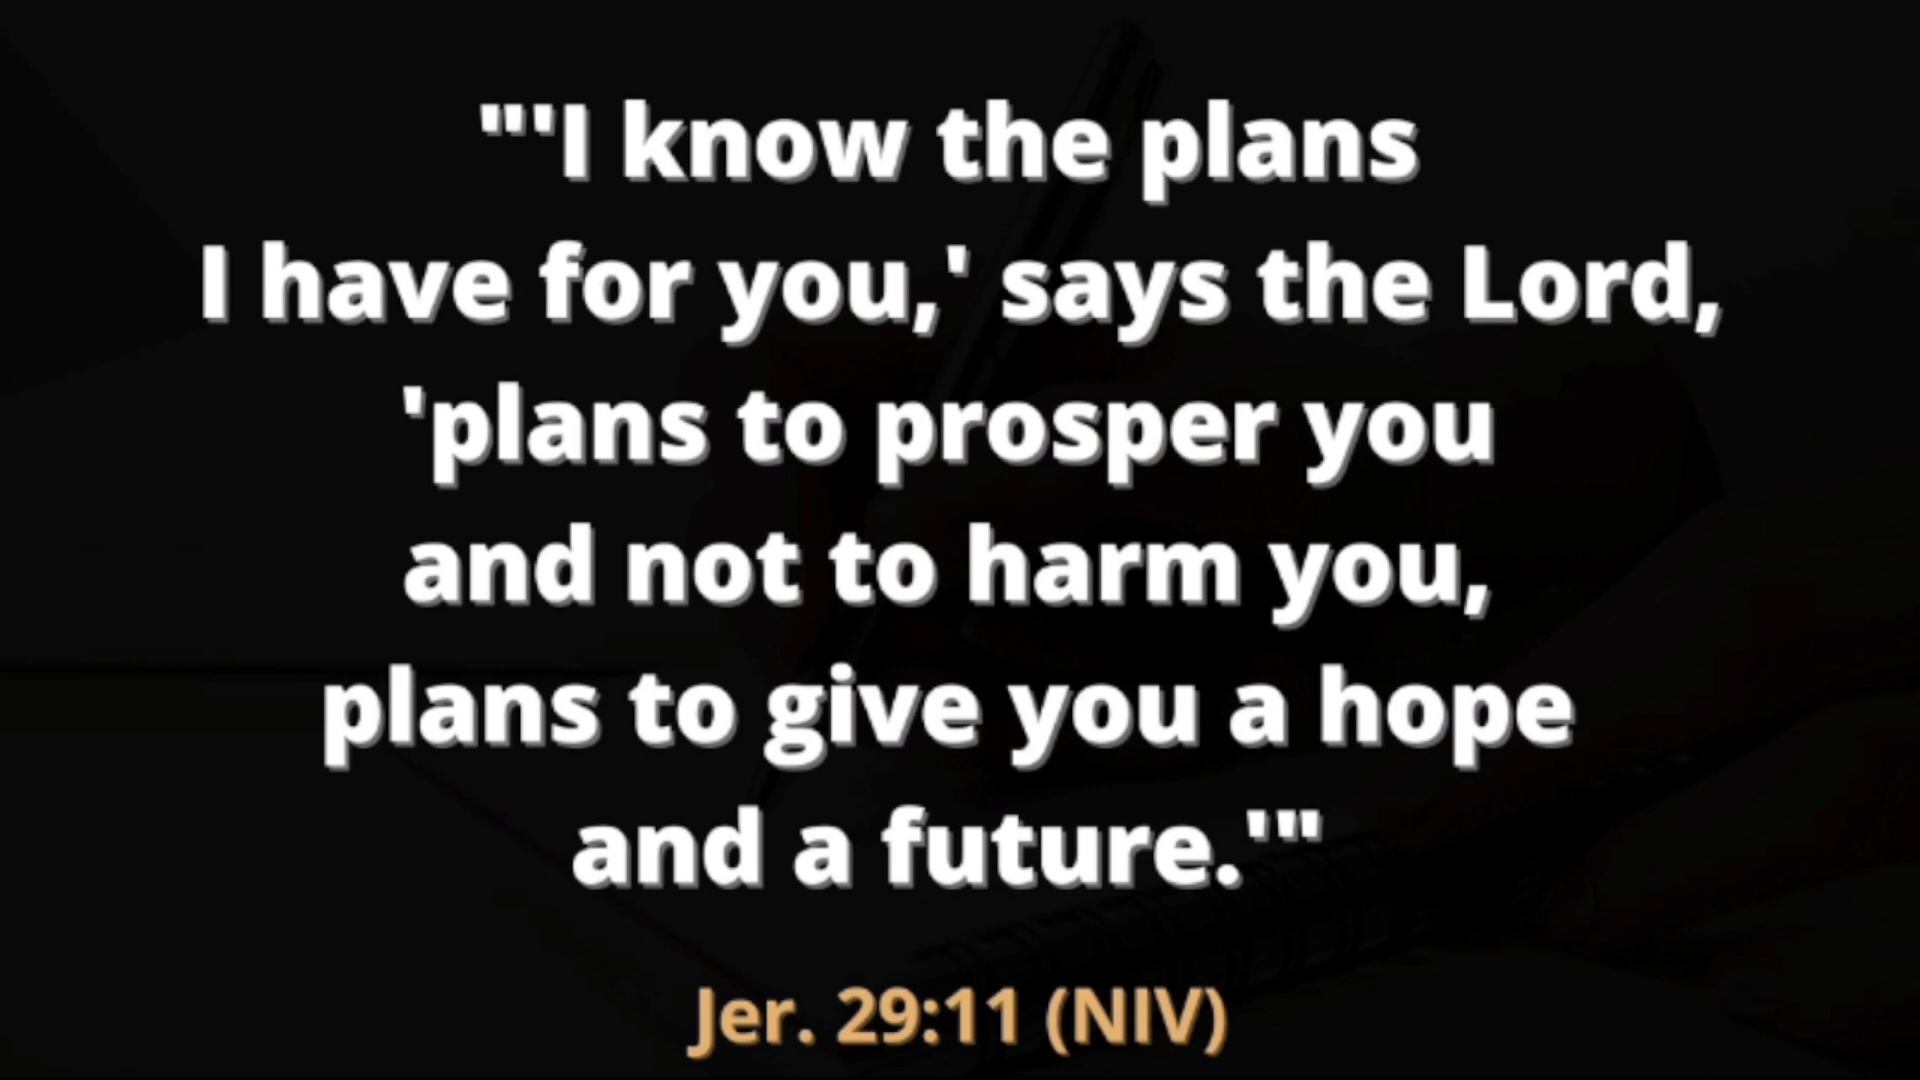 "'I know the plans
I have for you,' says the Lord,
'plans to prosper you
and not to harm you,
plans to give you a hope
and a future.'"
Jer. 29:11 (NIV)